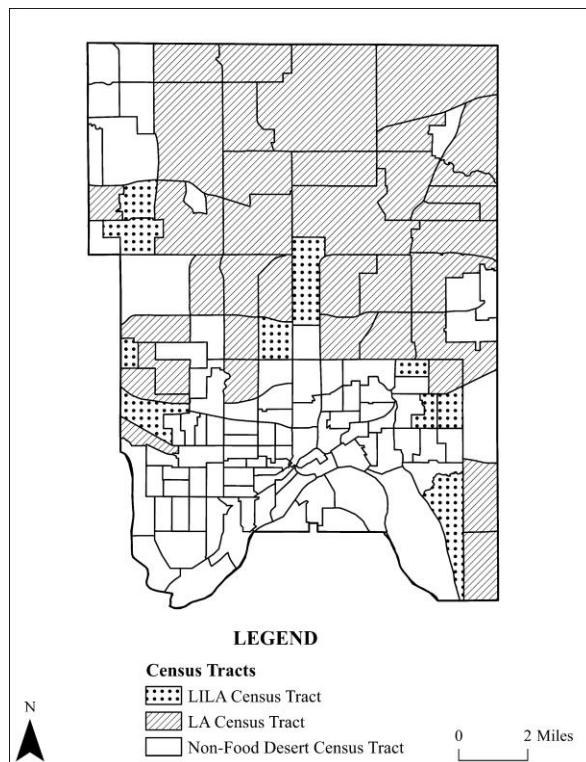 LEGEND
Census Tracts
LILA Census Tract
LA Census Tract
Non-Food Desert Census Tract
N
0 2 Miles